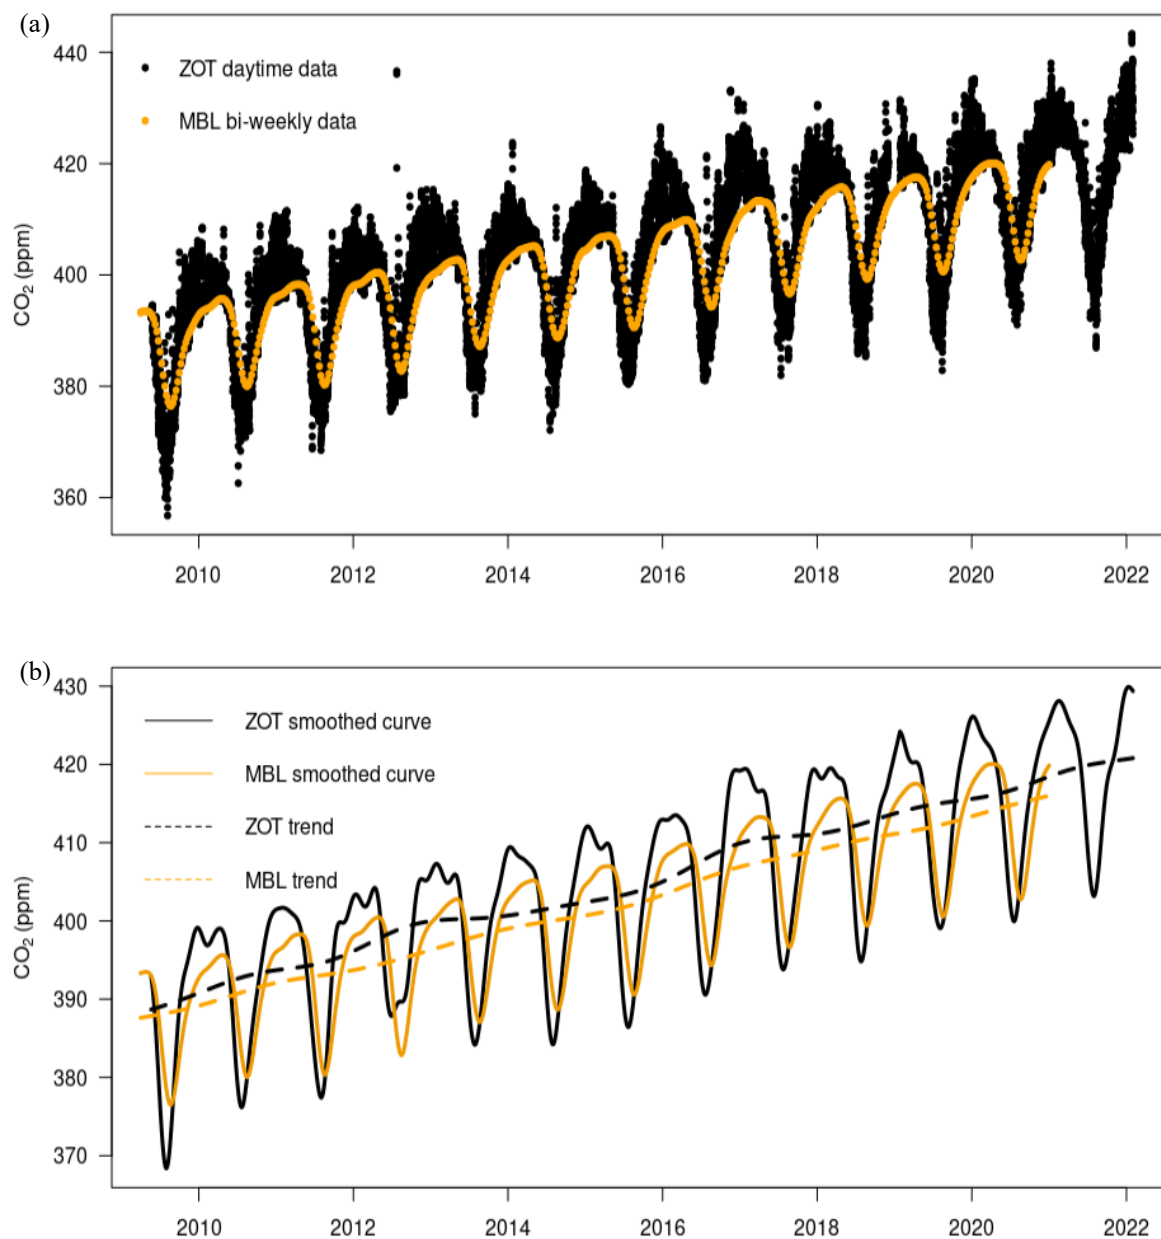 (a)
440
420
400
380
360
CO₂ (ppm)
ZOT daytime data
MBL bi-weekly data
2010 2012 2014 2016 2018 2020 2022
(b)
430
420
410
400
390
380
370
CO₂ (ppm)
ZOT smoothed curve
MBL smoothed curve
ZOT trend
MBL trend
2010 2012 2014 2016 2018 2020 2022